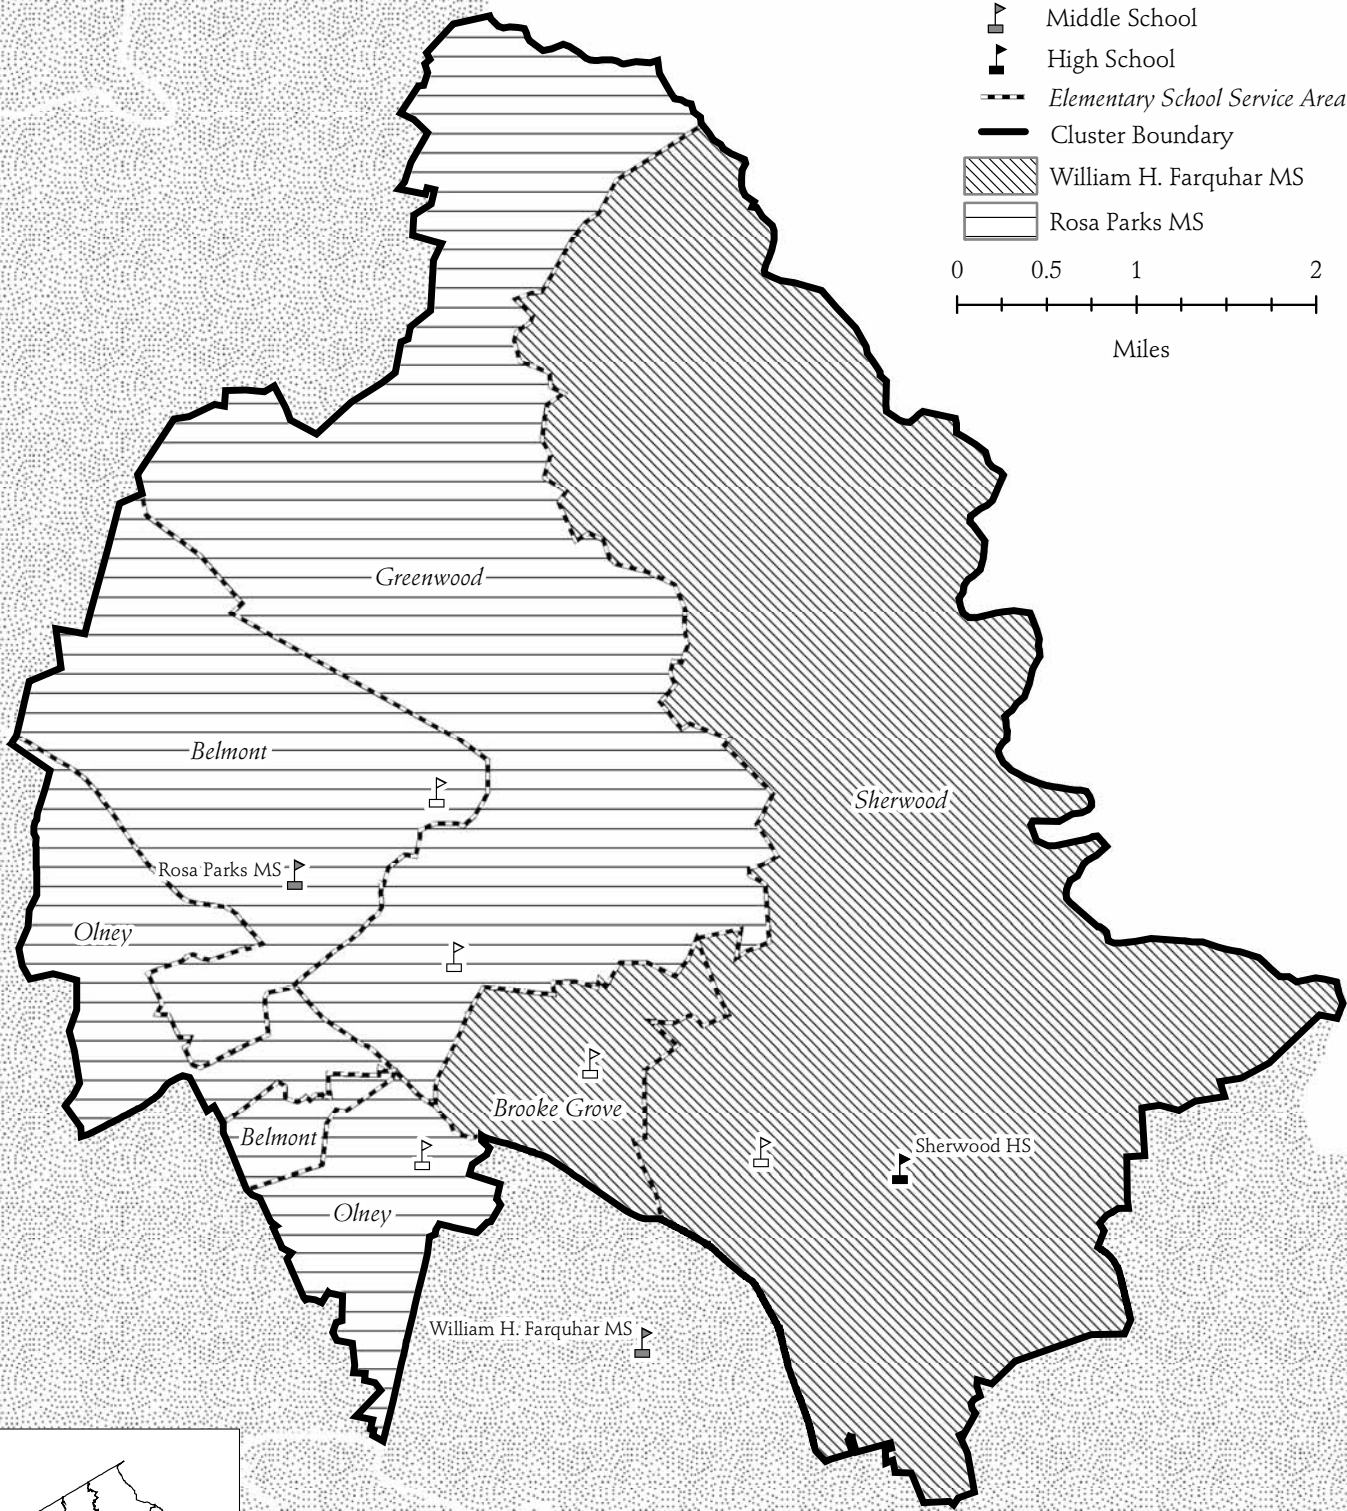 Middle School
High School
Elementary School Service Area
Cluster Boundary
William H. Farquhar MS
Rosa Parks MS
0 0.5 1 2
Miles
Greenwood
Belmont
Sherwood
Rosa Parks MS
Olney
Brooke Grove
Belmont
Sherwood HS
Olney
William H. Farquhar MS